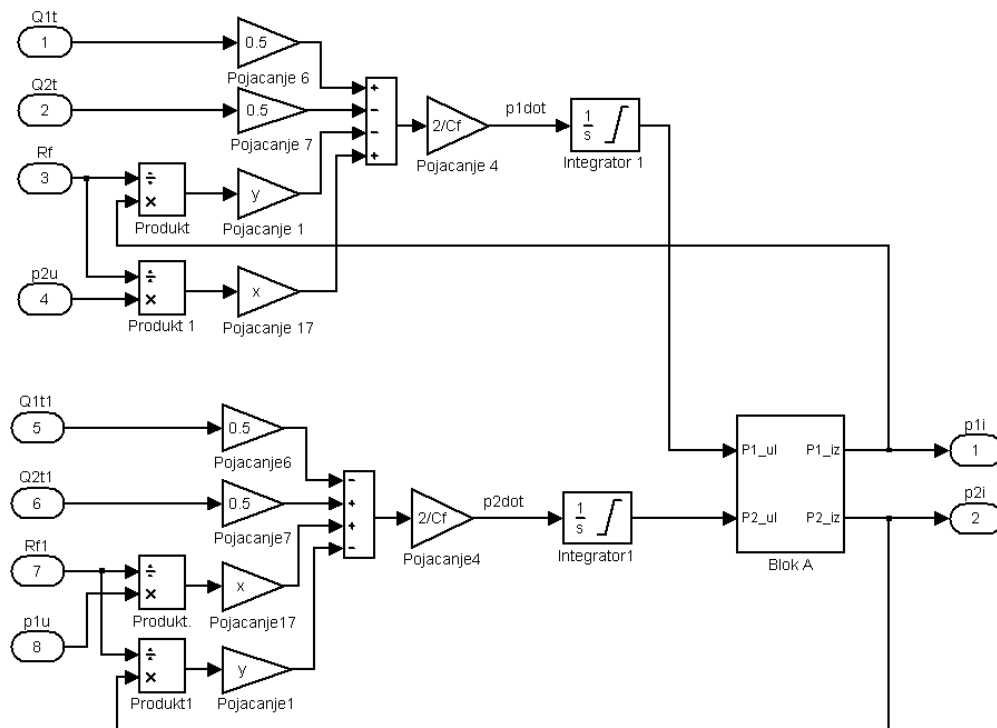 Q1t
1
0.5
Pojacanje 6
Q2t
2
0.5
Pojacanje 7
+
−
−
+
2/Cf
Pojacanje 4
p1dot
1
s
Integrator 1
Rf
3
÷
×
Produkt
y
Pojacanje 1
p2u
4
÷
×
Produkt 1
x
Pojacanje 17
Q1t1
5
0.5
Pojacanje6
Q2t1
6
0.5
Pojacanje7
−
+
+
−
2/Cf
Pojacanje4
p2dot
1
s
Integrator1
P1_ul
P1_iz
P2_ul
P2_iz
Blok A
p1i
1
p2i
2
Rf1
7
÷
×
Produkt.
x
Pojacanje17
p1u
8
÷
×
Produkt1
y
Pojacanje1